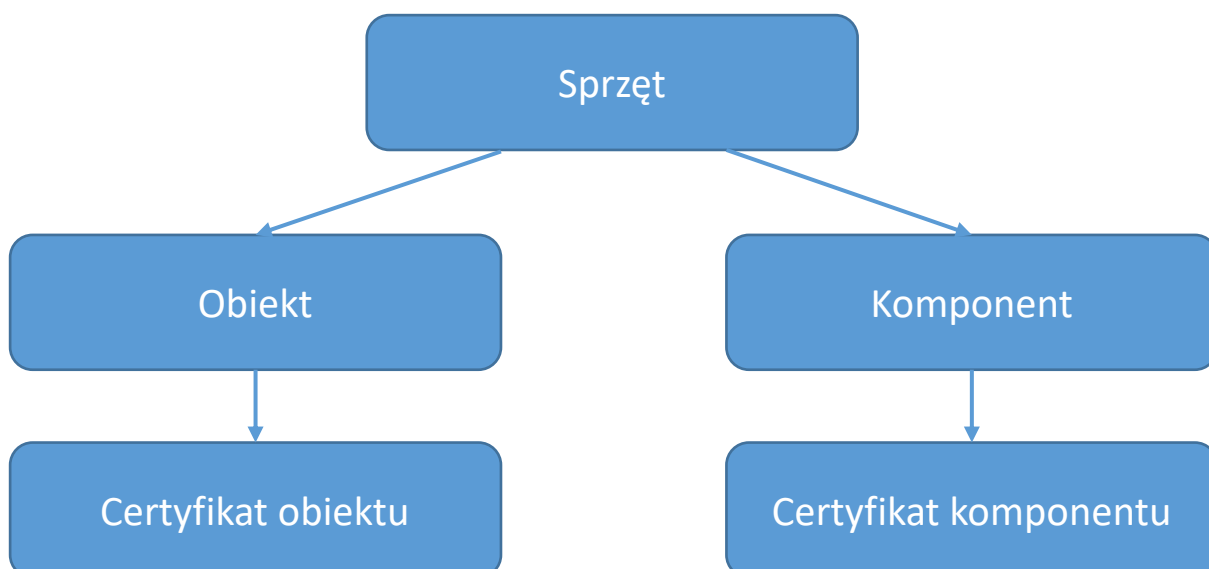 Sprzęt
Obiekt
Komponent
Certyfikat obiektu
Certyfikat komponentu